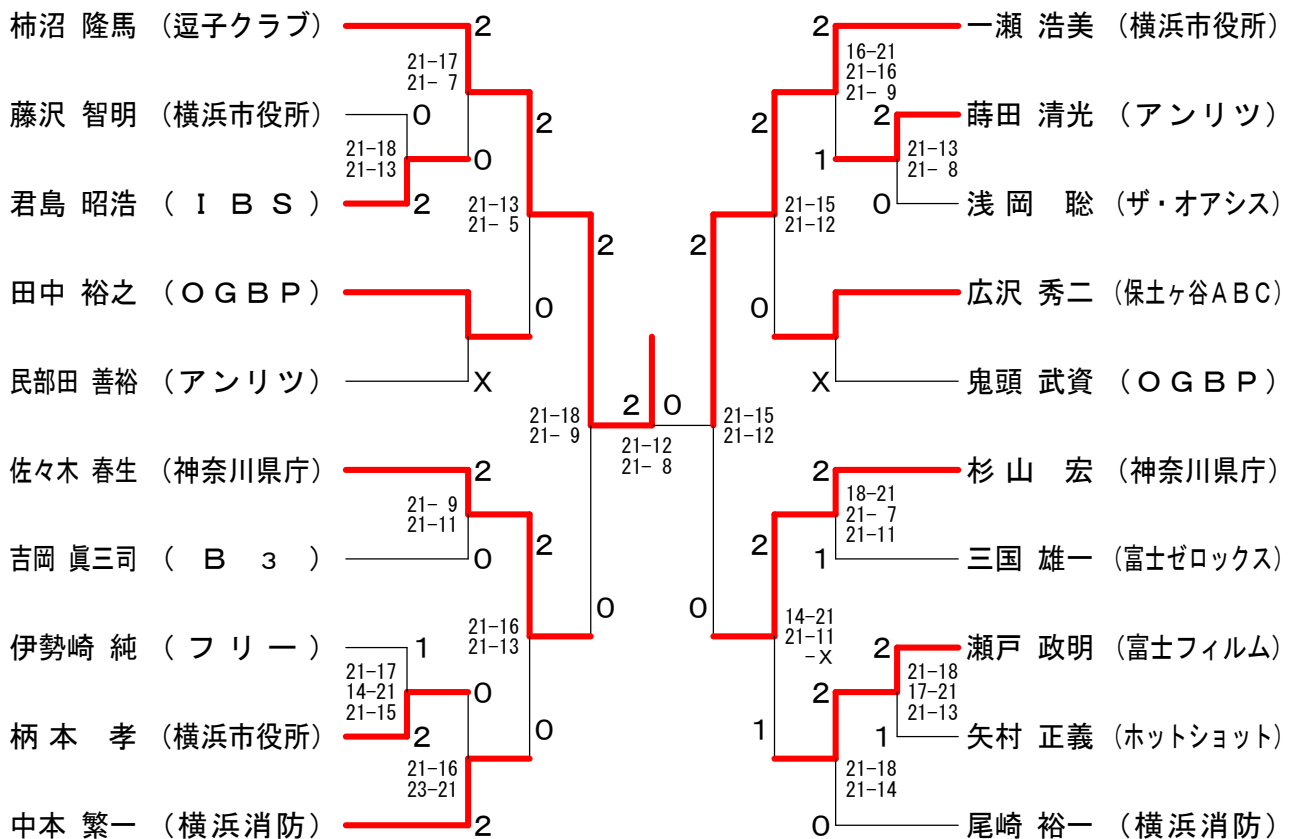 柿沼 隆馬 (逗子クラブ) 2 2 一瀬 浩美 (横浜市役所)
21-17 16-21
21- 7 21-16
21- 9
藤沢 智明 (横浜市役所) 0 2 2 2 蒔田 清光 (アンリツ)
21-18 0 1 21-13
21-13 21- 8
君島 昭浩 (ＩＢＳ) 2 21-13 21-15 0 浅岡 聡 (ザ・オアシス)
21- 5 21-12
2 2
田中 裕之 (ＯＧＢＰ) 0 0 広沢 秀二 (保土ヶ谷ＡＢＣ)
民部田 善裕 (アンリツ) X X 鬼頭 武資 (ＯＧＢＰ)
21-18 2 0 21-15
21- 9 21-12 21-12
21- 8
佐々木 春生 (神奈川県庁) 2 2 杉山 宏 (神奈川県庁)
21- 9 18-21
21-11 21- 7
21-11
吉岡 眞三司 (Ｂ３) 0 2 2 1 三国 雄一 (富士ゼロックス)
0 0
21-16 14-21
21-13 21-11
-X
伊勢崎 純 (フリー) 1 2 瀬戸 政明 (富士フィルム)
21-17 21-18
14-21 0 2 17-21
21-15 21-13
柄本 孝 (横浜市役所) 2 0 1 1 矢村 正義 (ホットショット)
21-16 21-18
23-21 21-14
中本 繁一 (横浜消防) 2 0 尾崎 裕一 (横浜消防)